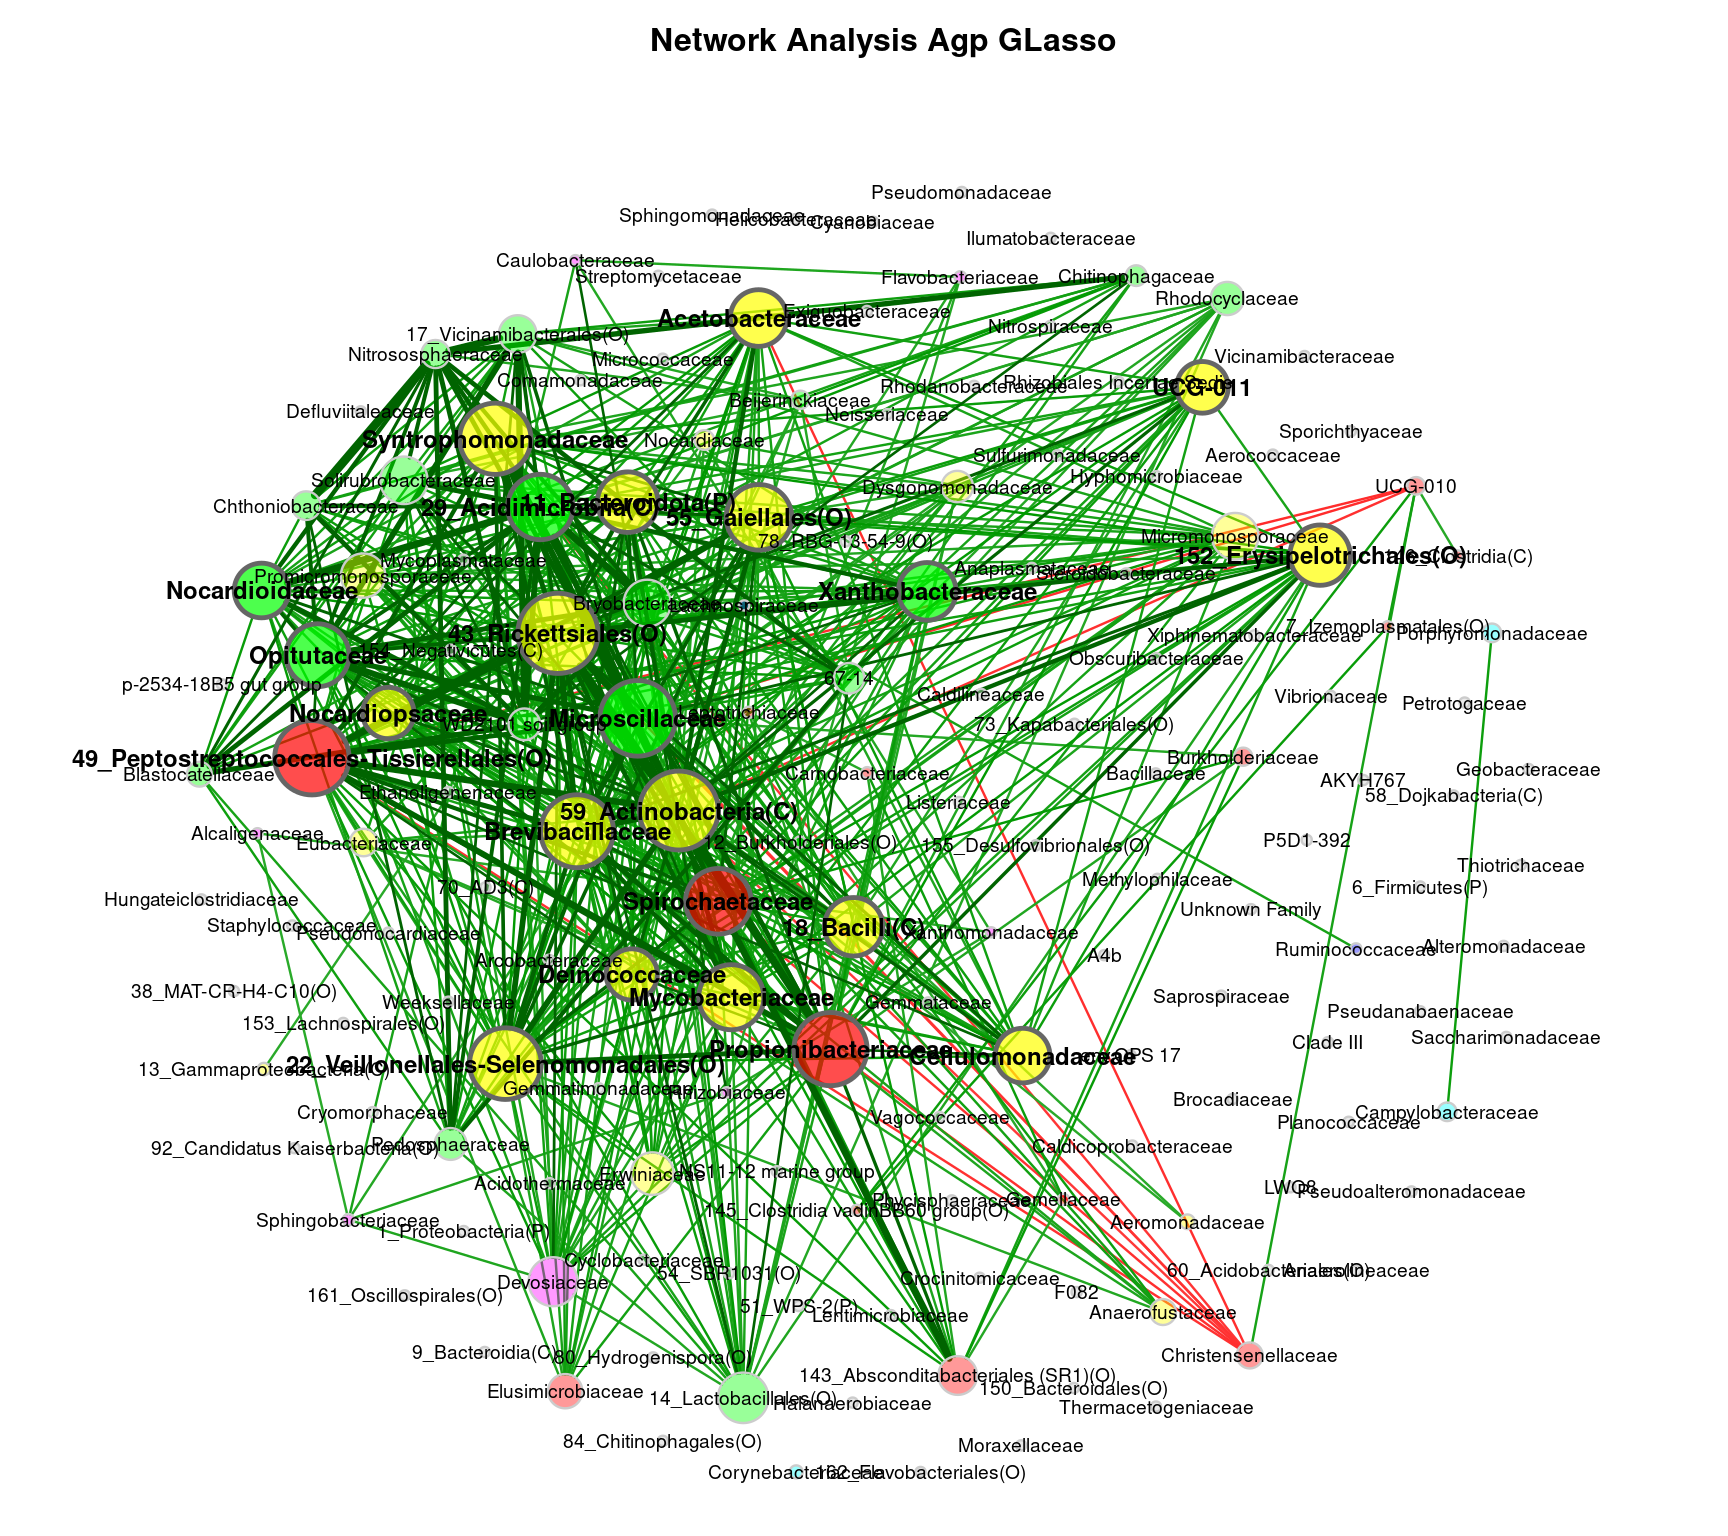 Network Analysis Agp GLasso
Pseudomonadaceae
Sphingomonadaceae
Helicobacteraceae
Cyanobiaceae
Ilumatobacteraceae
Caulobacteraceae
Streptomycetaceae
Flavobacteriaceae
Chitinophagaceae
Rhodocyclaceae
Exiguobacteraceae
Acetobacteraceae
Nitrospiraceae
17_Vicinamibacterales(O)
Nitrososphaeraceae
Micrococcaceae
Vicinamibacteraceae
Comamonadaceae
Rhodanobacteraceae
Rhizobiales Incertae Sedis
UCG-011
Beijerinckiaceae
Defluviitaleaceae
Neisseriaceae
Sporichthyaceae
Syntrophomonadaceae
Nocardiaceae
Sulfurimonadaceae
Aerococcaceae
Solirubrobacteraceae
Hyphomicrobiaceae
Dysgonomonadaceae
UCG-010
Chthoniobacteraceae
29_Acidimicrobiia(O)
11_Bacteroidota(P)
55_Gaiellales(O)
78_RBG-13-54-9(O)
Micromonosporaceae
152_Erysipelotrichales(O)
146_Clostridia(C)
Mycoplasmataceae
Anaplasmataceae
Steroidobacteraceae
Promicromonosporaceae
Nocardioidaceae
Xanthobacteraceae
Bryobacteraceae
Lachnospiraceae
43_Rickettsiales(O)
7_Izemoplasmatales(O)
Xiphinematobacteraceae
Porphyromonadaceae
154_Negativicutes(C)
Opitutaceae
Obscuribacteraceae
67-14
p-2534-18B5 gut group
Caldilineaceae
Vibrionaceae
Petrotogaceae
Nocardiopsaceae
Leptotrichiaceae
Microscillaceae
WD2101 soil group
73_Kapabacteriales(O)
49_Peptostreptococcales-Tissierellales(O)
Burkholderiaceae
Blastocatellaceae
Carnobacteriaceae
Bacillaceae
Geobacteraceae
AKYH767
Ethanoligenenaceae
58_Dojkabacteria(C)
Listeriaceae
59_Actinobacteria(C)
Brevibacillaceae
Alcaligenaceae
Eubacteriaceae
12_Burkholderiales(O)
155_Desulfovibrionales(O)
P5D1-392
Thiotrichaceae
Methylophilaceae
70_AD3(C)
6_Firmicutes(P)
Hungateiclostridiaceae
Spirochaetaceae
Unknown Family
Staphylococcaceae
Pseudonocardiaceae
18_Bacilli(C)
Xanthomonadaceae
Ruminococcaceae
Alteromonadaceae
A4b
Arcobacteraceae
Deinococcaceae
38_MAT-CR-H4-C10(O)
Weeksellaceae
Mycobacteriaceae
Gemmataceae
Saprospiraceae
Pseudanabaenaceae
153_Lachnospirales(O)
Saccharimonadaceae
Clade III
Propionibacteriaceae
Cellulomonadaceae
22_Veillonellales-Selenomonadales(O)
13_Gammaproteobacteria(C)
Gemmatimonadaceae
Rhizobiaceae
Brocadiaceae
Cryomorphaceae
Vagococcaceae
Planococcaceae
Campylobacteraceae
92_Candidatus Kaiserbacteria(O)
Pedosphaeraceae
Caldicoprobacteraceae
Erwiniaceae
NS11-12 marine group
Acidothermaceae
LWQ8
Pseudoalteromonadaceae
Phycisphaeraceae
Gemellaceae
145_Clostridia vadinBB60 group(O)
Sphingobacteriaceae
Aeromonadaceae
1_Proteobacteria(P)
Cyclobacteriaceae
54_SBR1031(O)
60_Acidobacteriales(O)
Anaerolineaceae
Devosiaceae
Crocinitomicaceae
F082
161_Oscillospirales(O)
51_WPS-2(P)
Lentimicrobiaceae
Anaerofustaceae
9_Bacteroidia(C)
80_Hydrogenispora(O)
Christensenellaceae
143_Absconditabacteriales (SR1)(O)
Elusimicrobiaceae
14_Lactobacillales(O)
150_Bacteroidales(O)
Halanaerobiaceae
Thermacetogeniaceae
84_Chitinophagales(O)
Moraxellaceae
Corynebacteriaceae
162_Flavobacteriales(O)